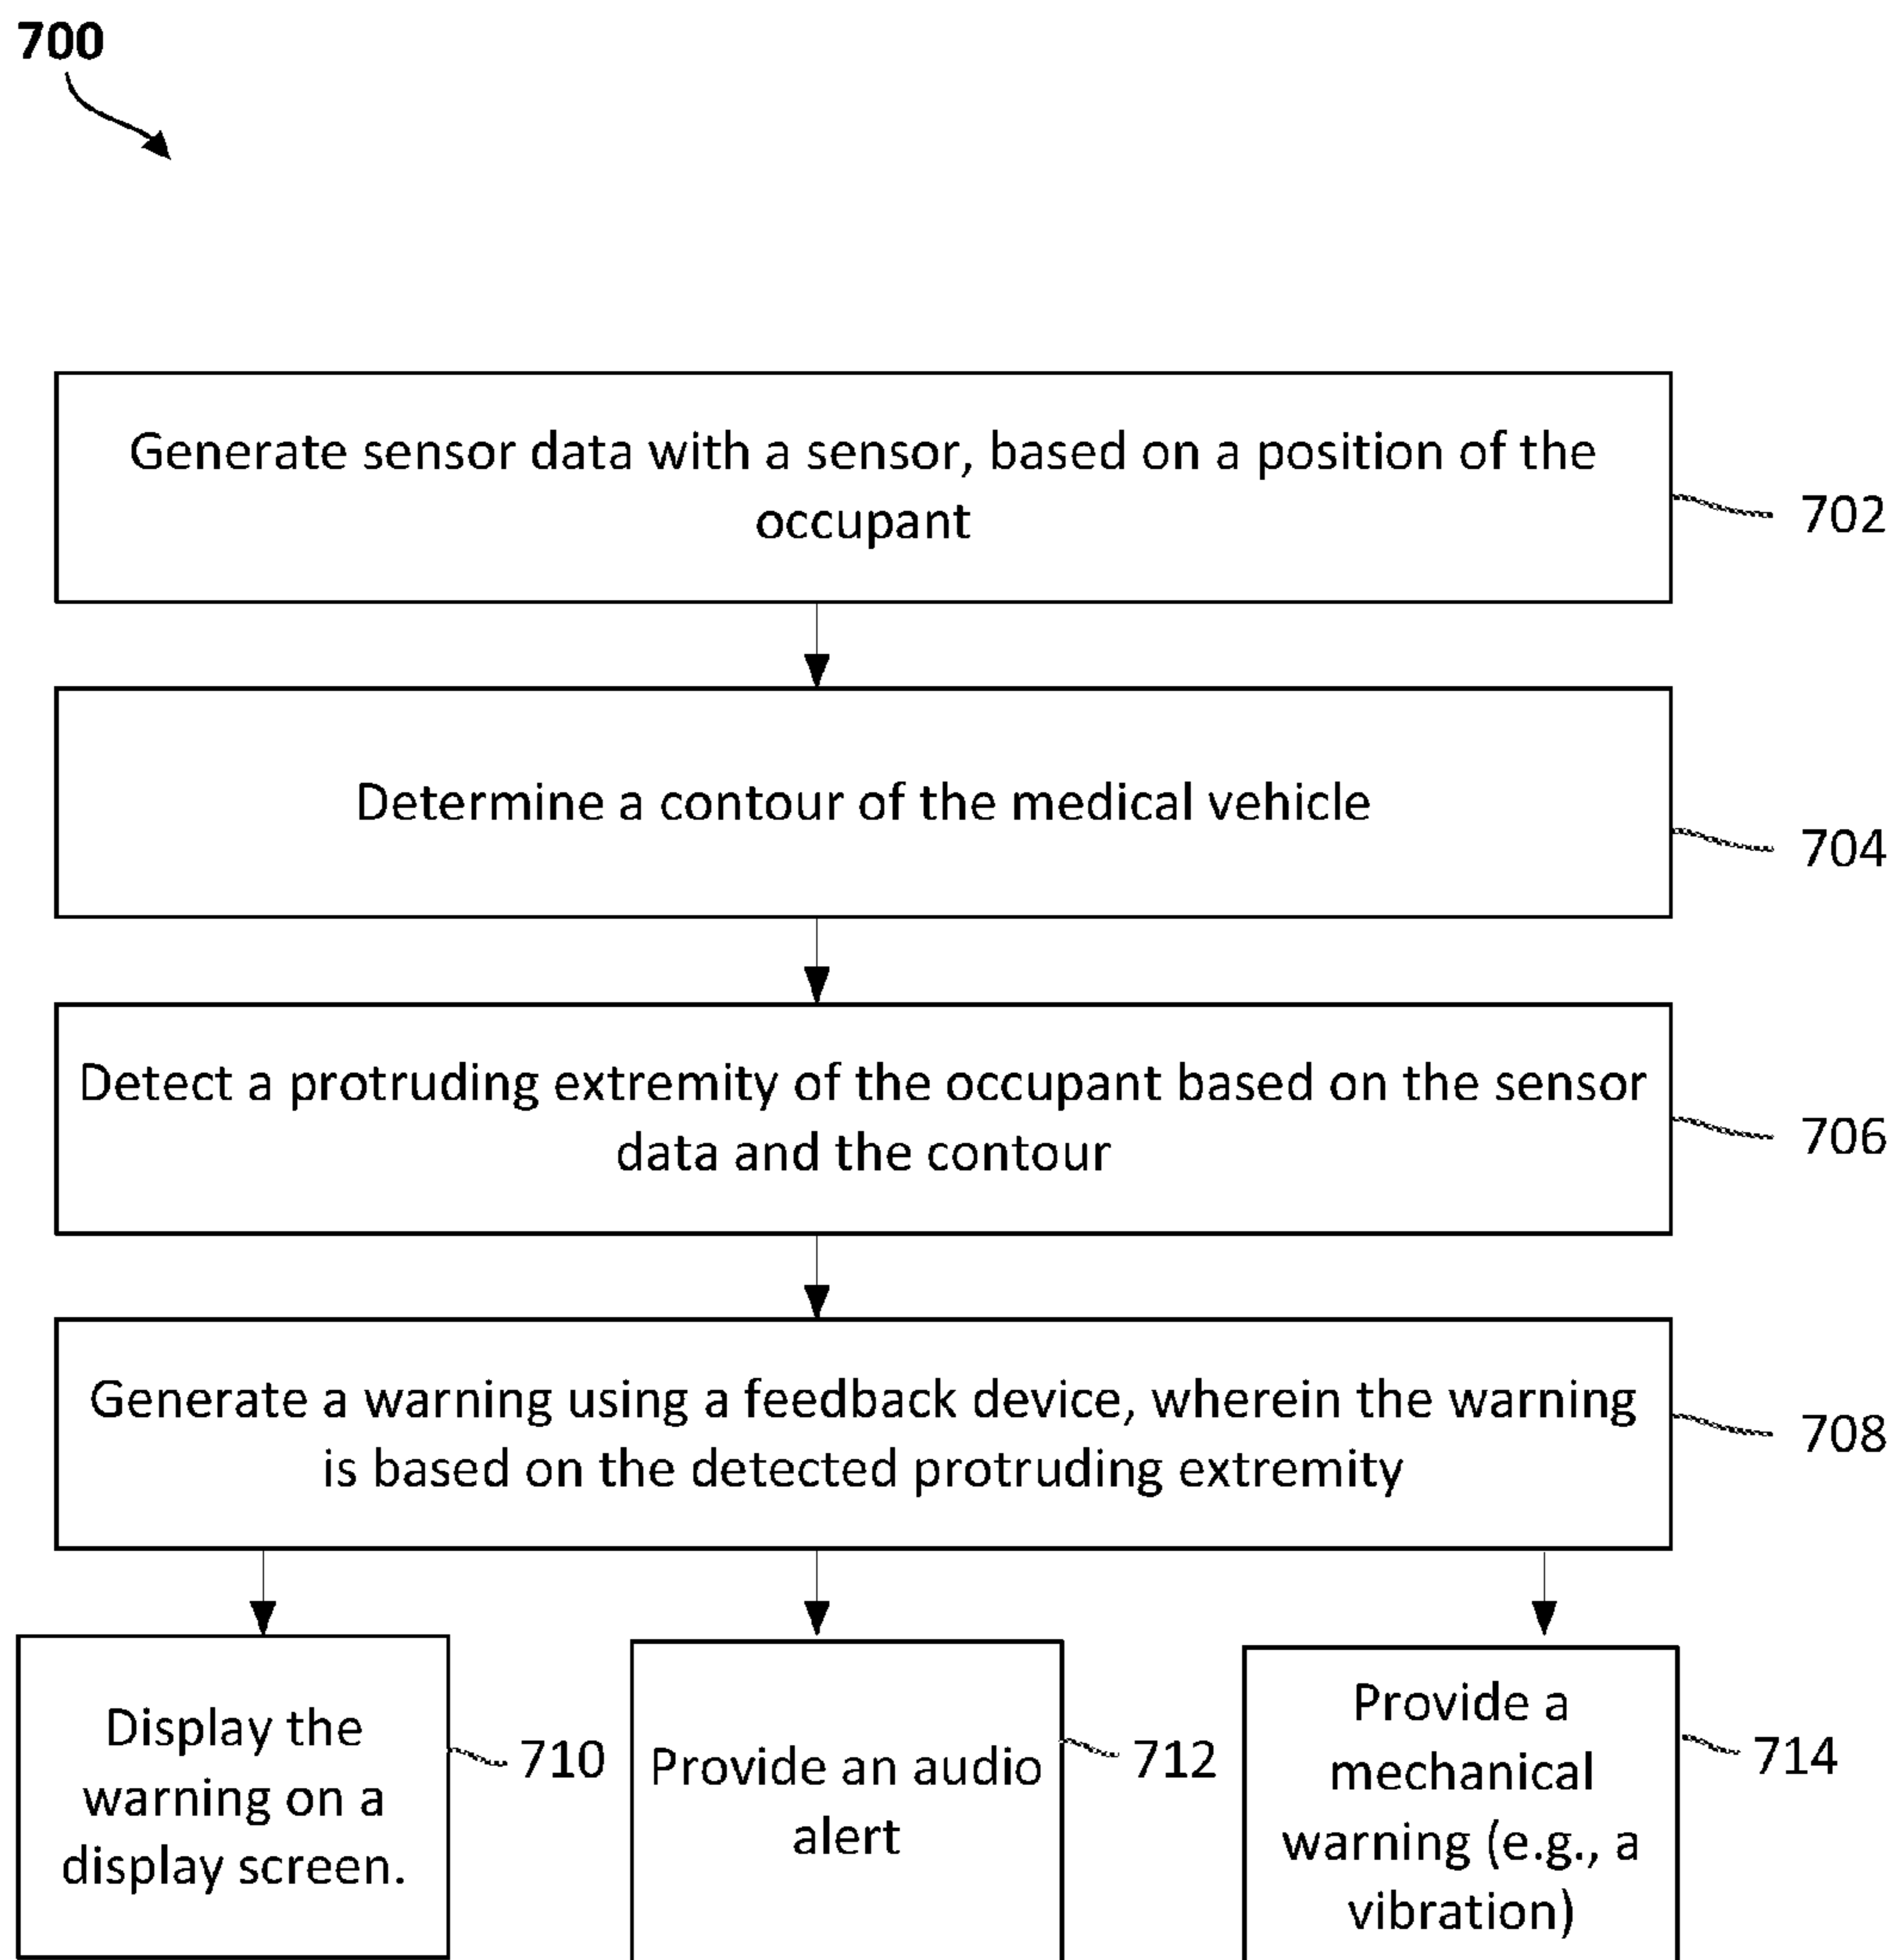 700
Generate sensor data with a sensor, based on a position of the
occupant
702
Determine a contour of the medical vehicle
704
Detect a protruding extremity of the occupant based on the sensor
data and the contour
706
Generate a warning using a feedback device, wherein the warning
is based on the detected protruding extremity
708
Display the
warning on a
display screen.
710
Provide an audio
alert
712
Provide a
mechanical
warning (e.g., a
vibration)
714